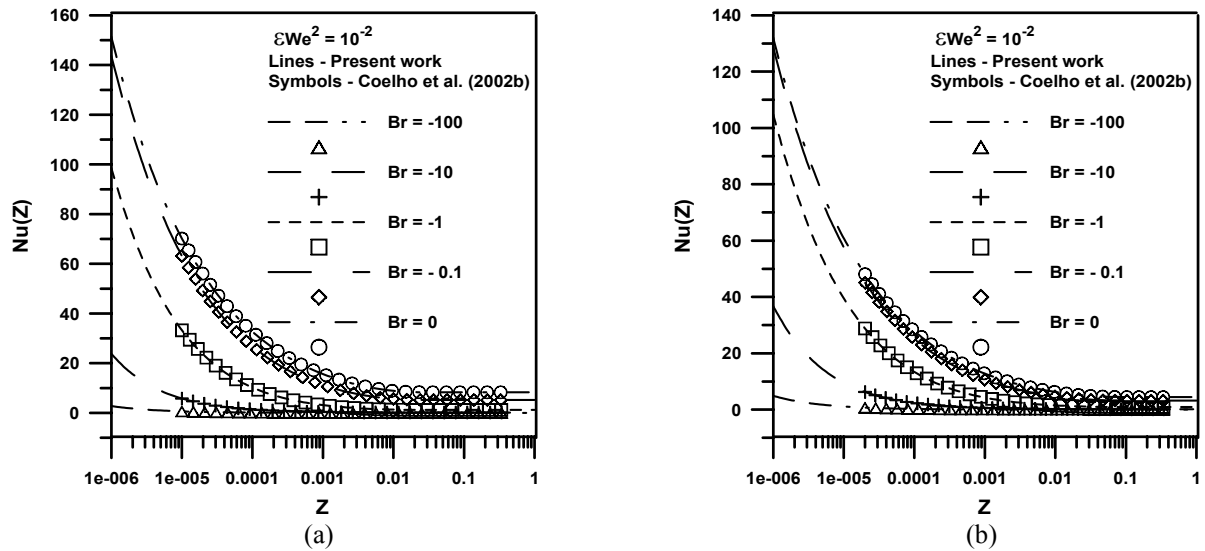 160
140
120
100
80
60
40
20
0
Nu(Z)
εWe² = 10⁻²
Lines - Present work
Symbols - Coelho et al. (2002b)
Br = -100
Br = -10
Br = -1
Br = - 0.1
Br = 0
1e-006 1e-005 0.0001 0.001 0.01 0.1 1
Z
(a)
140
120
100
80
60
40
20
0
Nu(Z)
εWe² = 10⁻²
Lines - Present work
Symbols - Coelho et al. (2002b)
Br = -100
Br = -10
Br = -1
Br = - 0.1
Br = 0
1e-006 1e-005 0.0001 0.001 0.01 0.1 1
Z
(b)